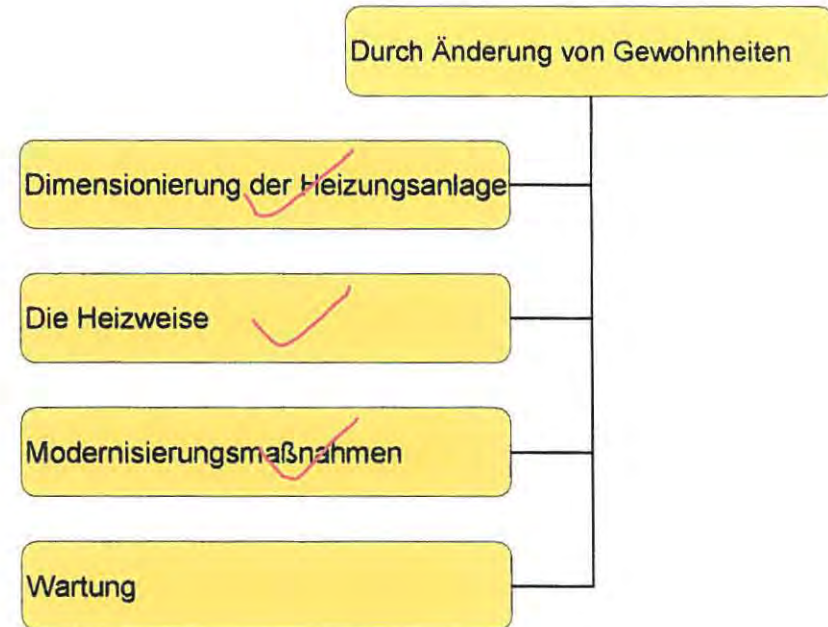 Durch Änderung von Gewohnheiten
Dimensionierung der Heizungsanlage
Die Heizweise
Modernisierungsmaßnahmen
Wartung